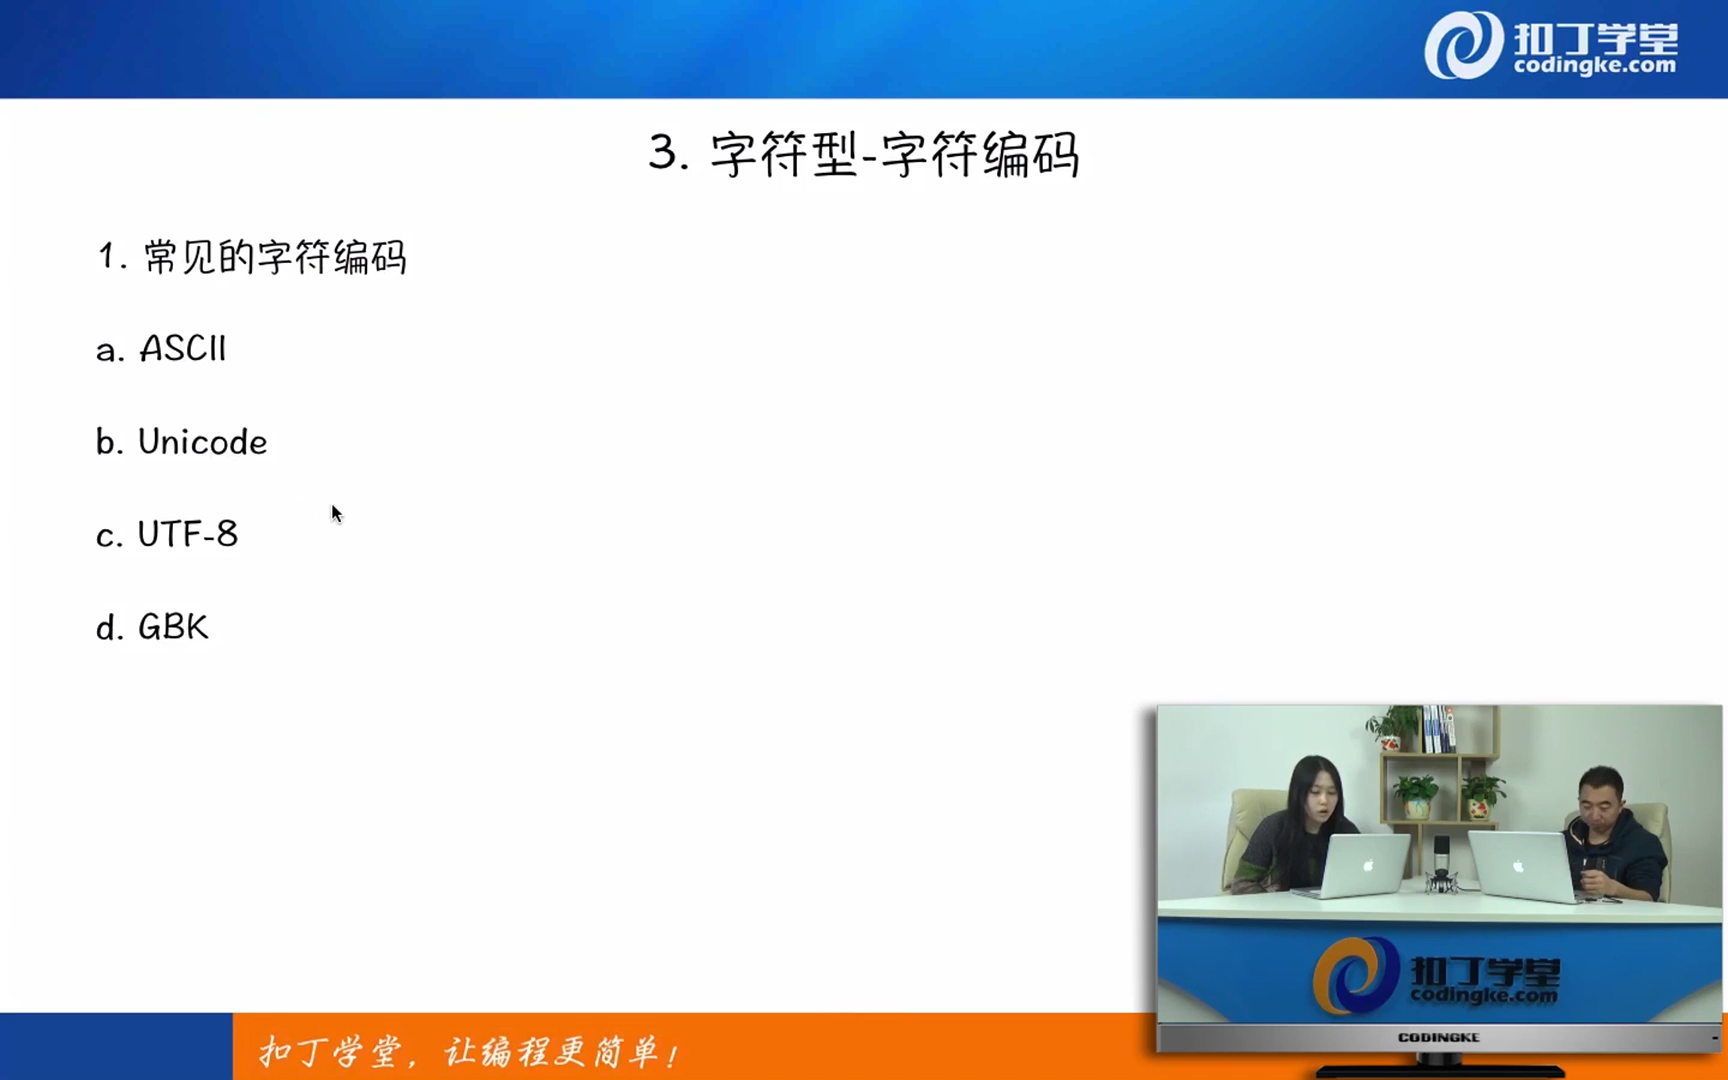 扣丁学堂
codingke.com
3. 字符型-字符编码
1. 常见的字符编码
a. ASCII
b. Unicode
c. UTF-8
d. GBK
扣丁学堂
codingke.com
CODINGKE
扣丁学堂，让编程更简单！